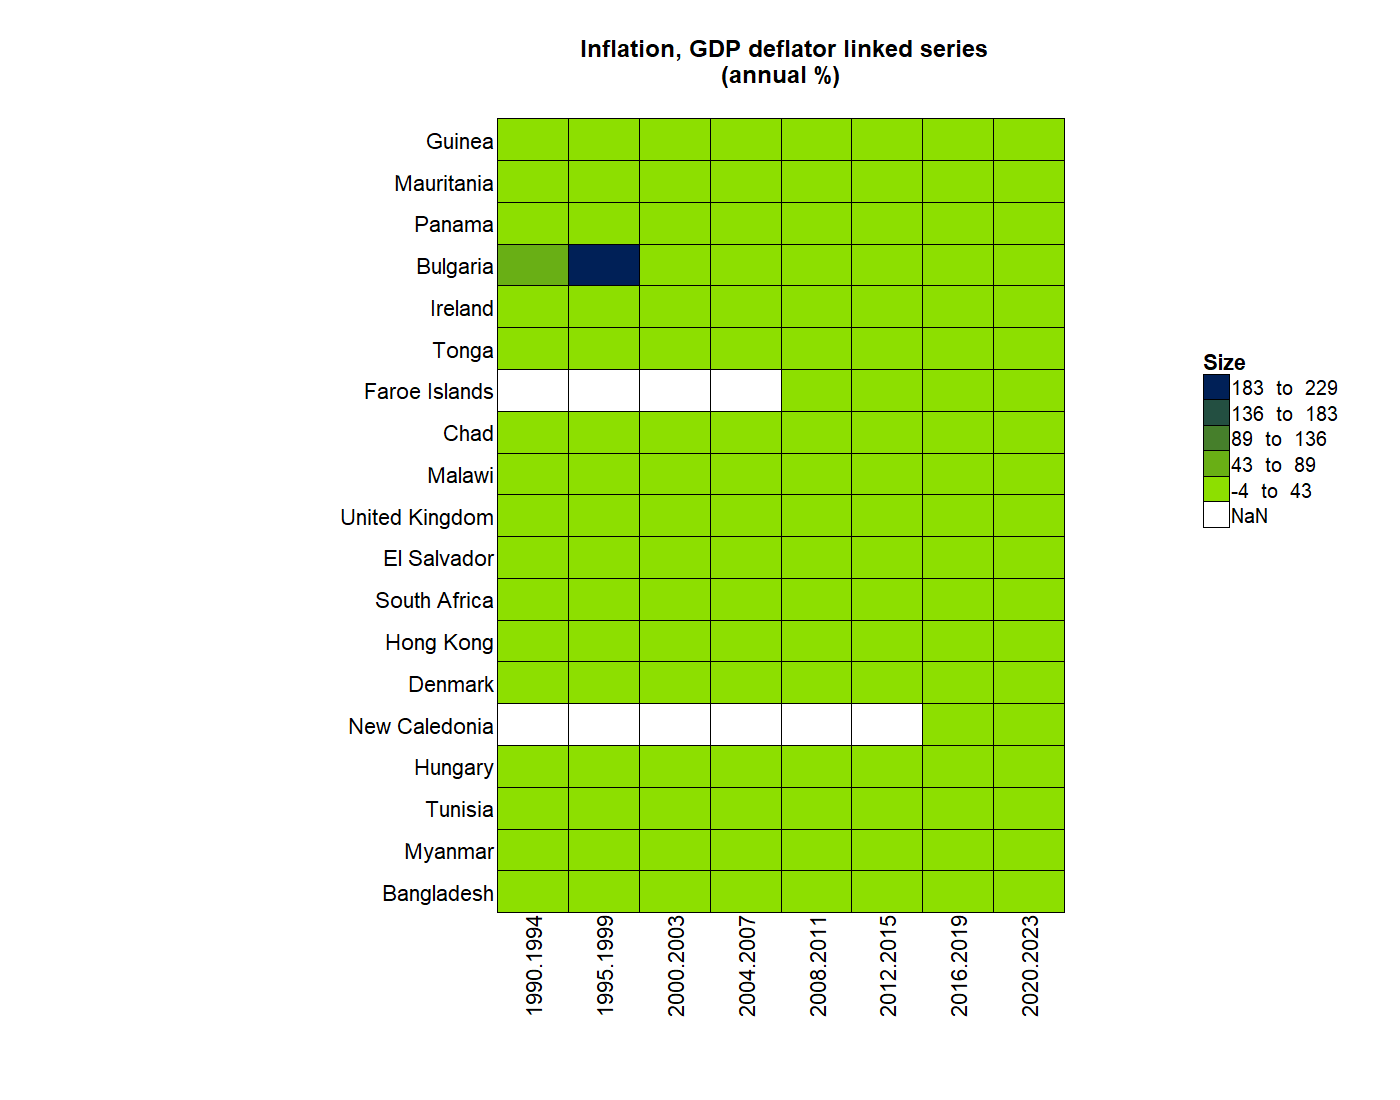 Inflation, GDP deflator linked series
(annual %)
Guinea
Mauritania
Panama
Bulgaria
Ireland
Tonga
Faroe Islands
Chad
Malawi
United Kingdom
El Salvador
South Africa
Hong Kong
Denmark
New Caledonia
Hungary
Tunisia
Myanmar
Bangladesh
1990.1994
1995.1999
2000.2003
2004.2007
2008.2011
2012.2015
2016.2019
2020.2023
Size
183 to 229
136 to 183
89 to 136
43 to 89
-4 to 43
NaN